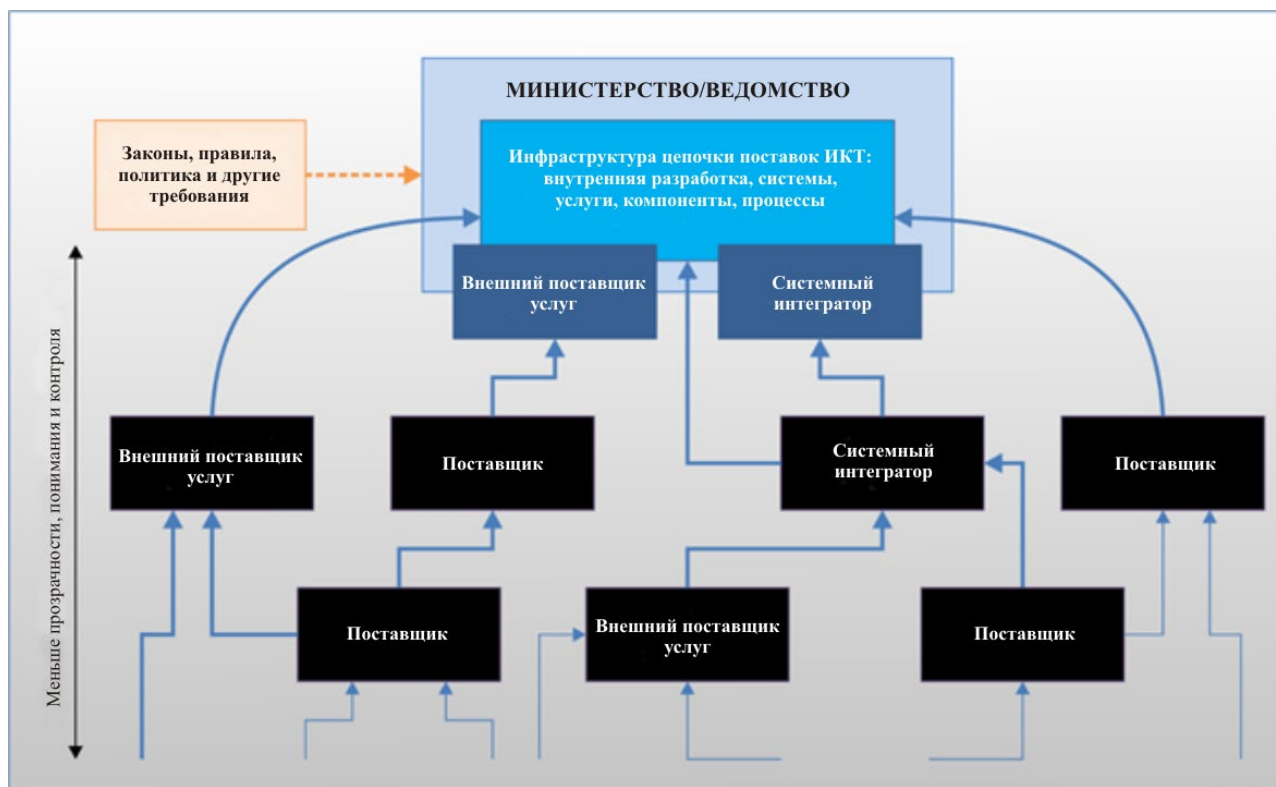 МИНИСТЕРСТВО/ВЕДОМСТВО
Законы, правила,
политика и другие
требования
Инфраструктура цепочки поставок ИКТ:
внутренняя разработка, системы,
услуги, компоненты, процессы
Внешний поставщик
услуг
Системный
интегратор
Меньше прозрачности, понимания и контроля
Внешний поставщик
услуг
Поставщик
Системный
интегратор
Поставщик
Поставщик
Внешний поставщик
услуг
Поставщик